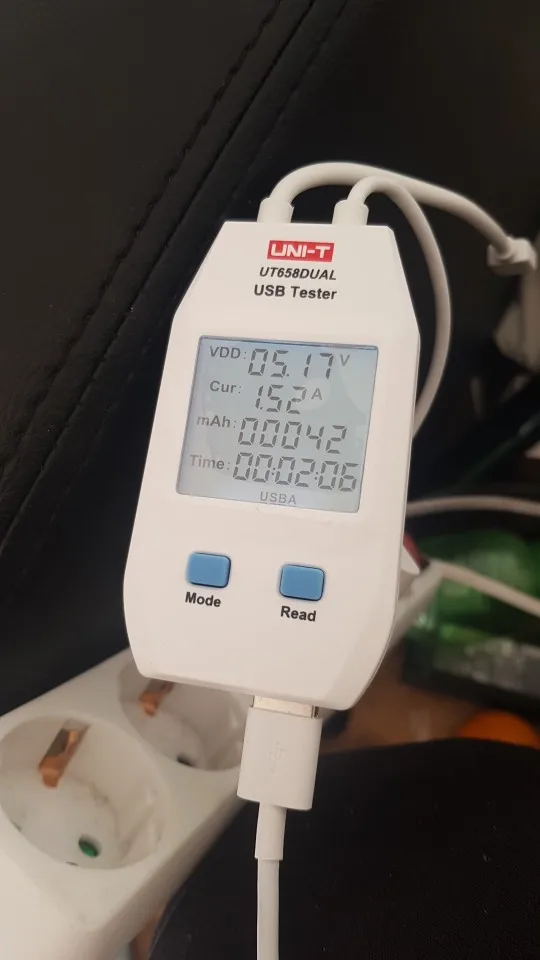 UNI-T
UT658DUAL
USB Tester
VDD: 05.17 V
Cur: 1.52 A
mAh: 00042
Time: 00:02:06
USBA
Mode
Read